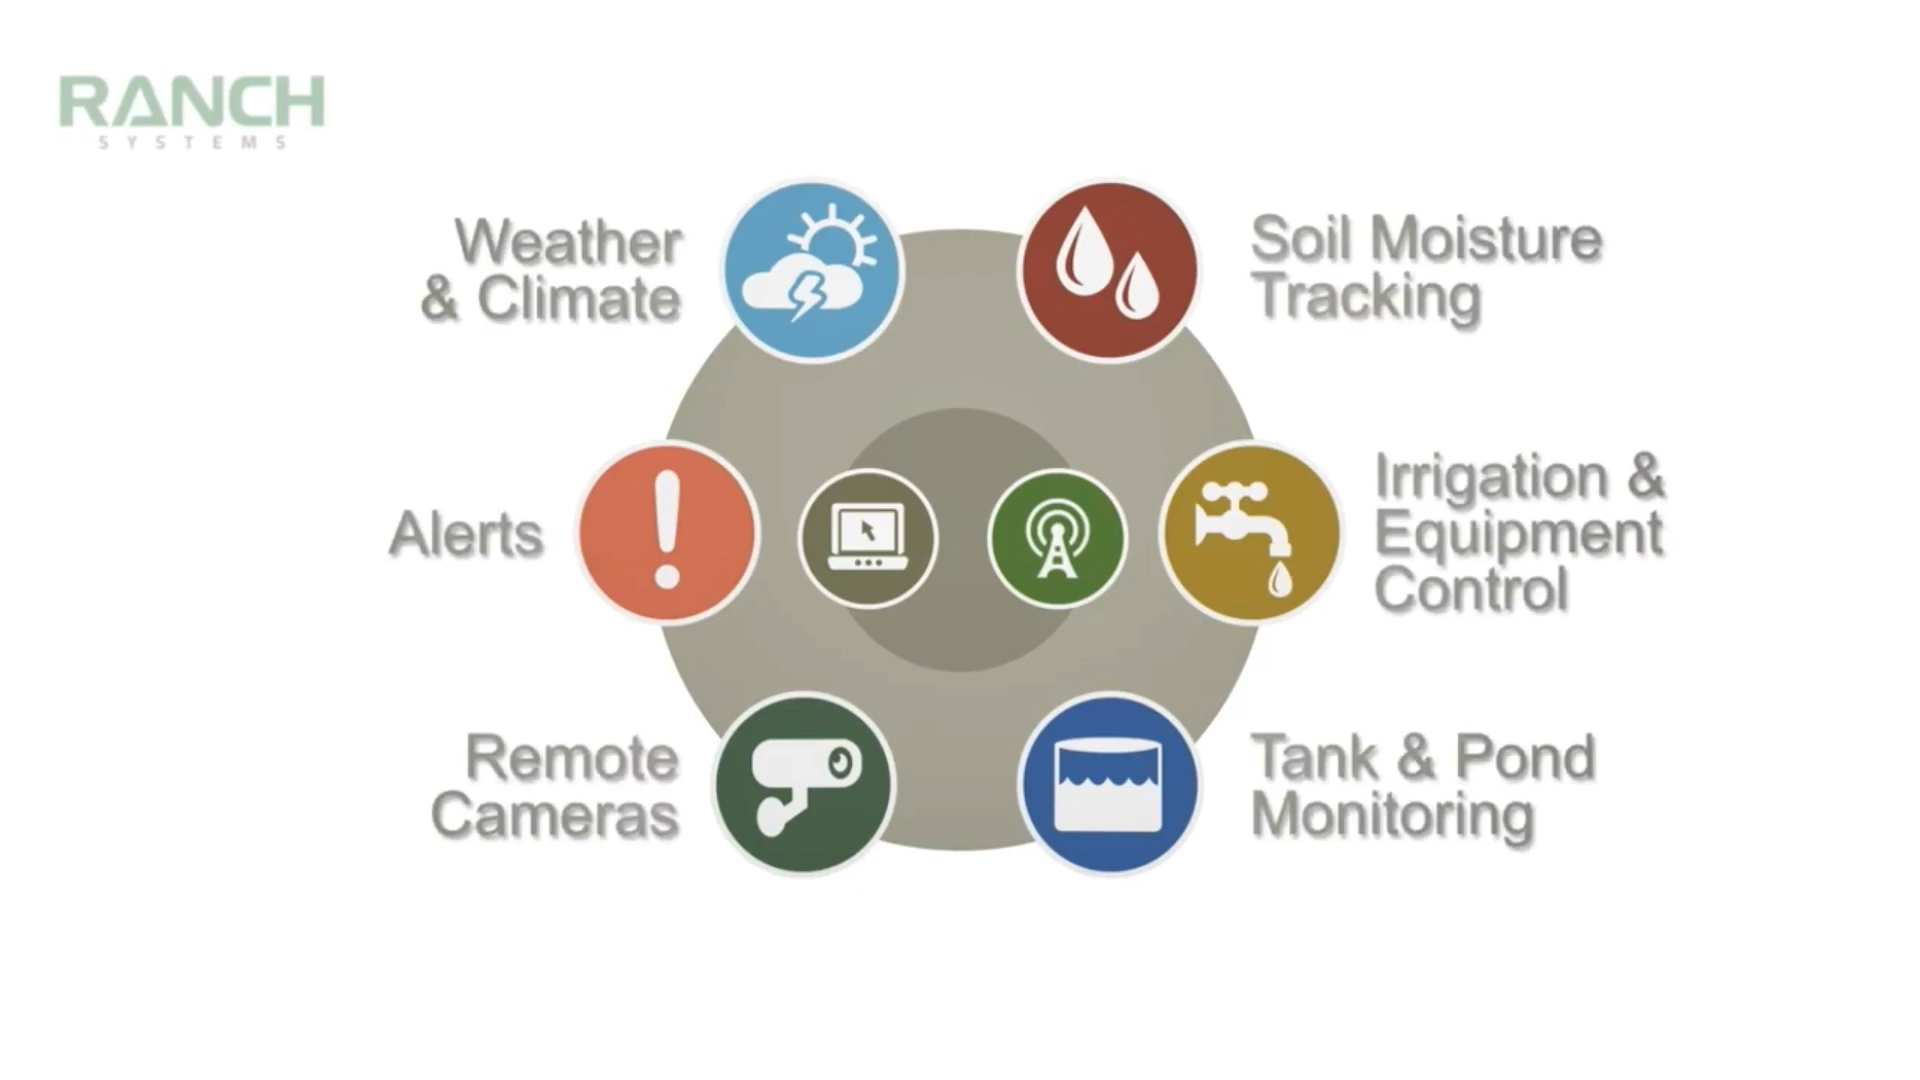 RANCH
SYSTEMS
Weather
& Climate
Soil Moisture
Tracking
Alerts
Irrigation &
Equipment
Control
Remote
Cameras
Tank & Pond
Monitoring